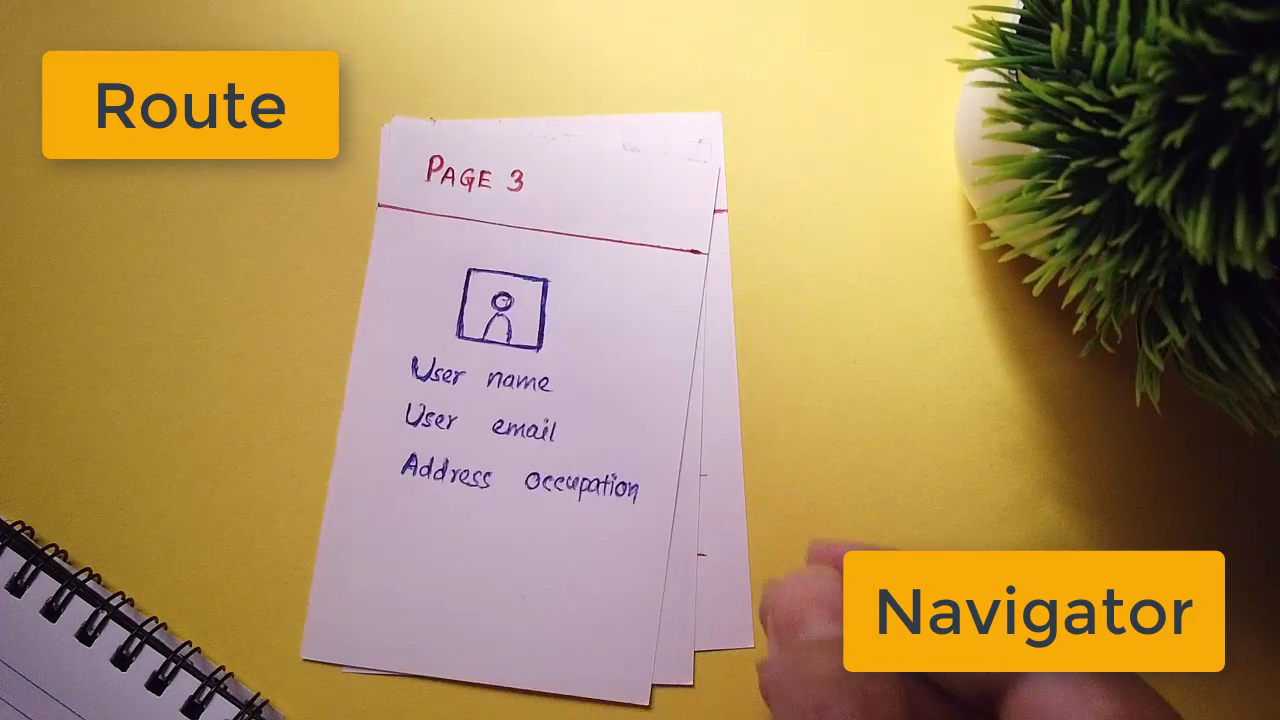 Route
PAGE 3
User name
User email
Address occupation
Navigator